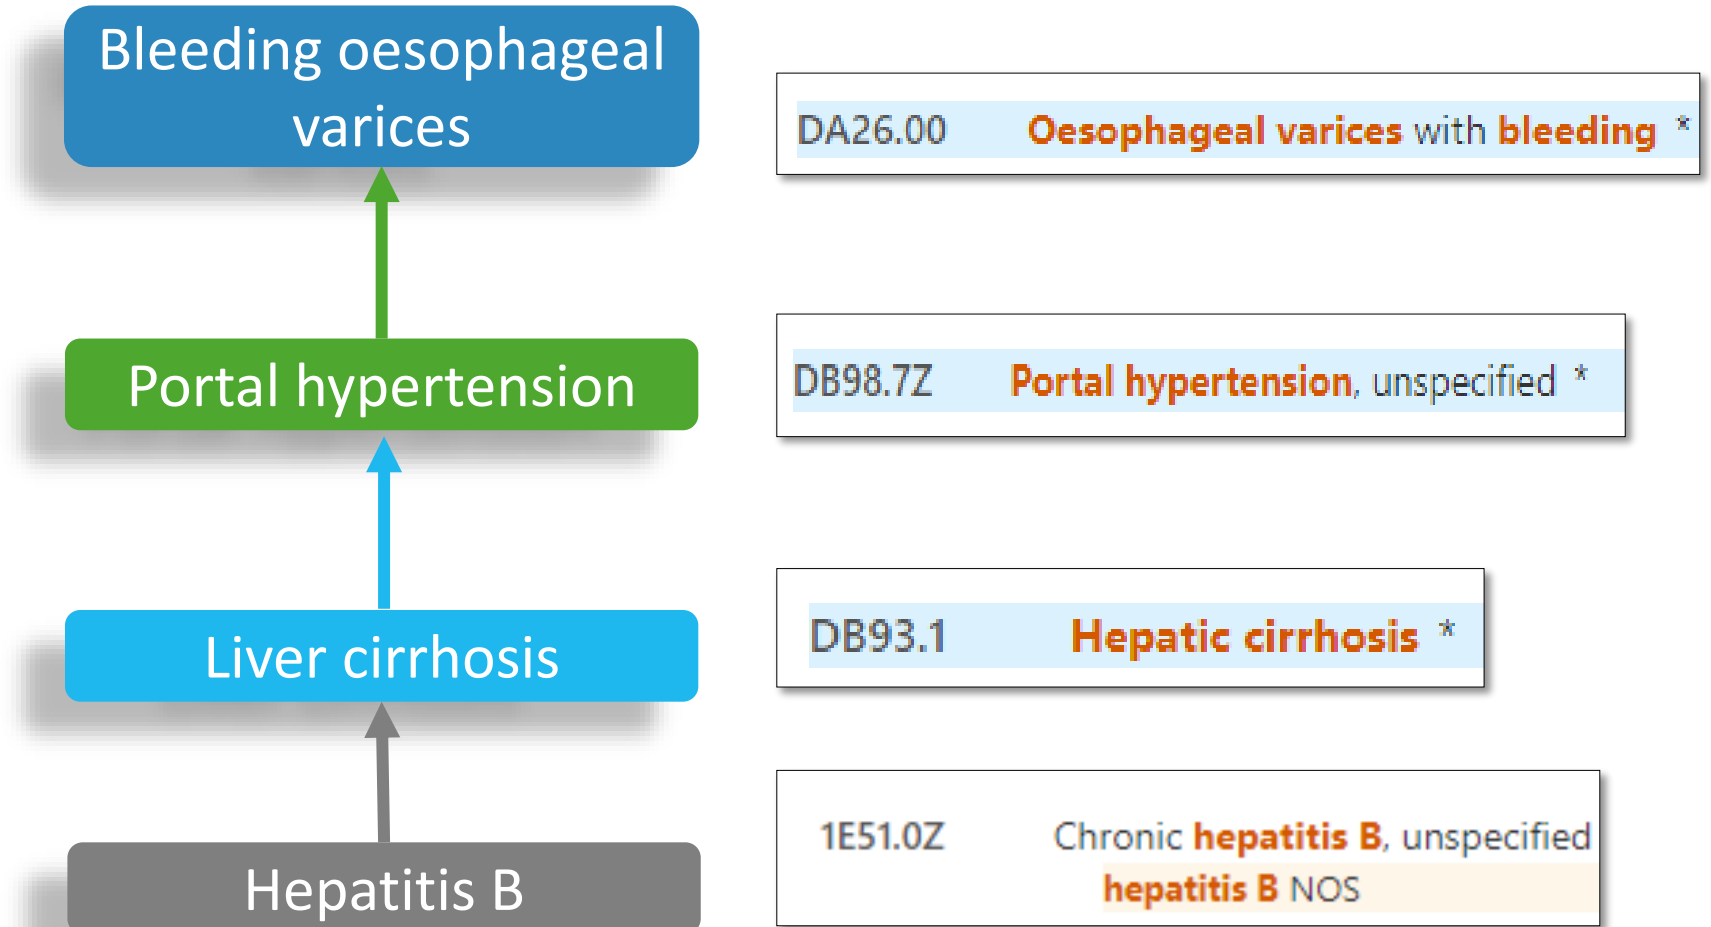 Bleeding oesophageal
varices
DA26.00 Oesophageal varices with bleeding *
Portal hypertension
DB98.7Z Portal hypertension, unspecified *
Liver cirrhosis
DB93.1 Hepatic cirrhosis *
Hepatitis B
1E51.0Z Chronic hepatitis B, unspecified
hepatitis B NOS